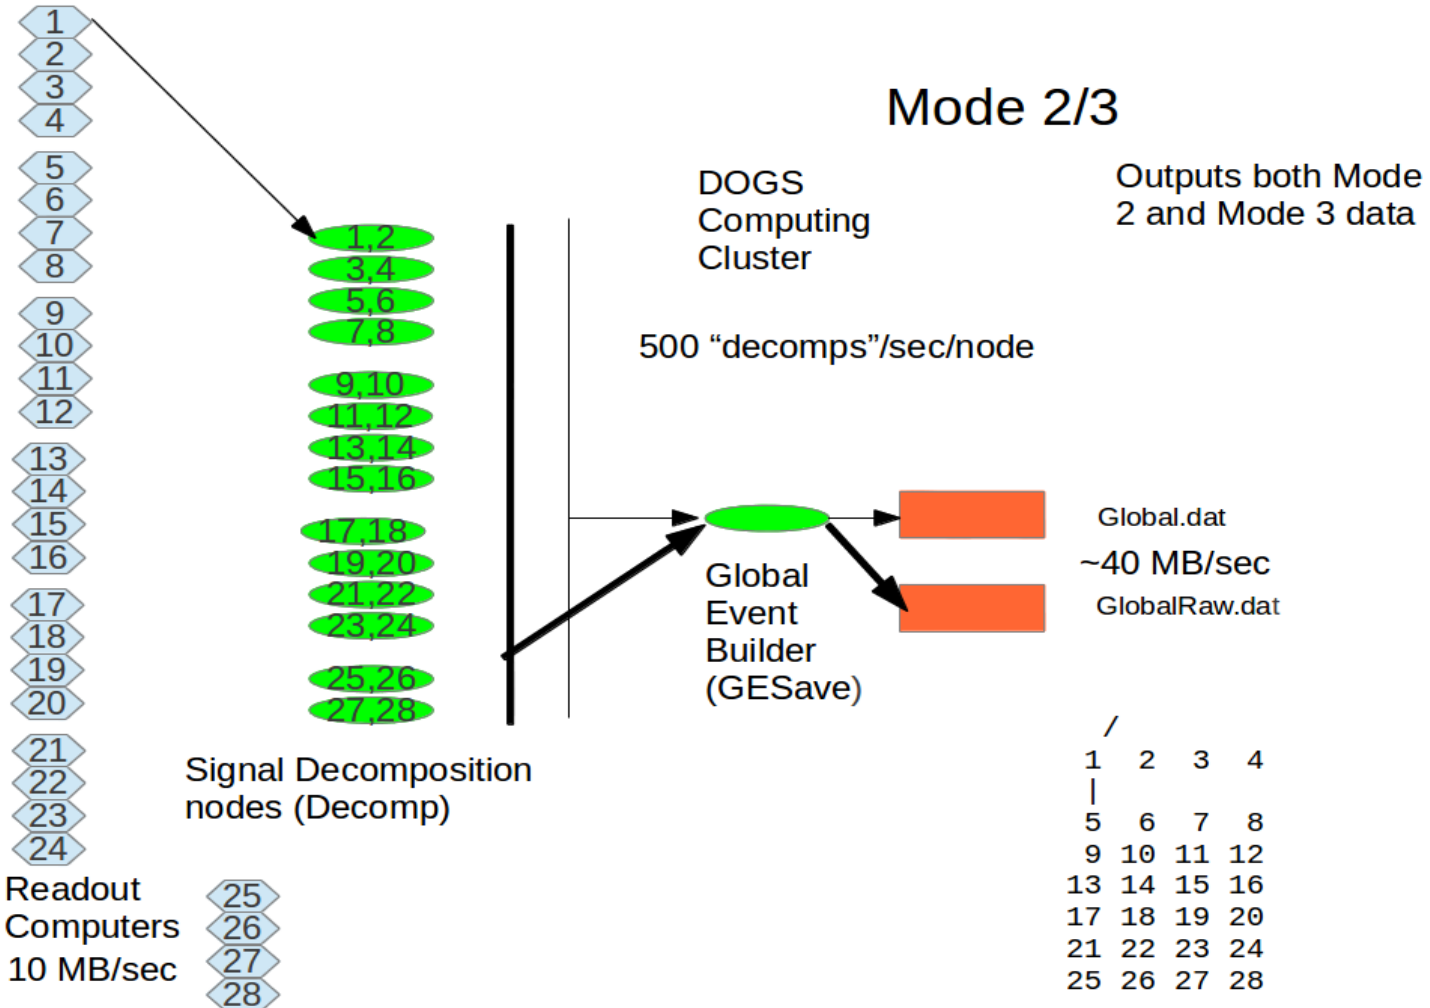 1
2
3
4
5
6
7
8
9
10
11
12
13
14
15
16
17
18
19
20
21
22
23
24
Readout
Computers
10 MB/sec
25
26
27
28
1,2
3,4
5,6
7,8
9,10
11,12
13,14
15,16
17,18
19,20
21,22
23,24
25,26
27,28
Signal Decomposition
nodes (Decomp)
Mode 2/3
DOGS
Computing
Cluster
Outputs both Mode
2 and Mode 3 data
500 “decomps”/sec/node
Global
Event
Builder
(GESave)
Global.dat
~40 MB/sec
GlobalRaw.dat
/
1 2 3 4
|
5 6 7 8
9 10 11 12
13 14 15 16
17 18 19 20
21 22 23 24
25 26 27 28